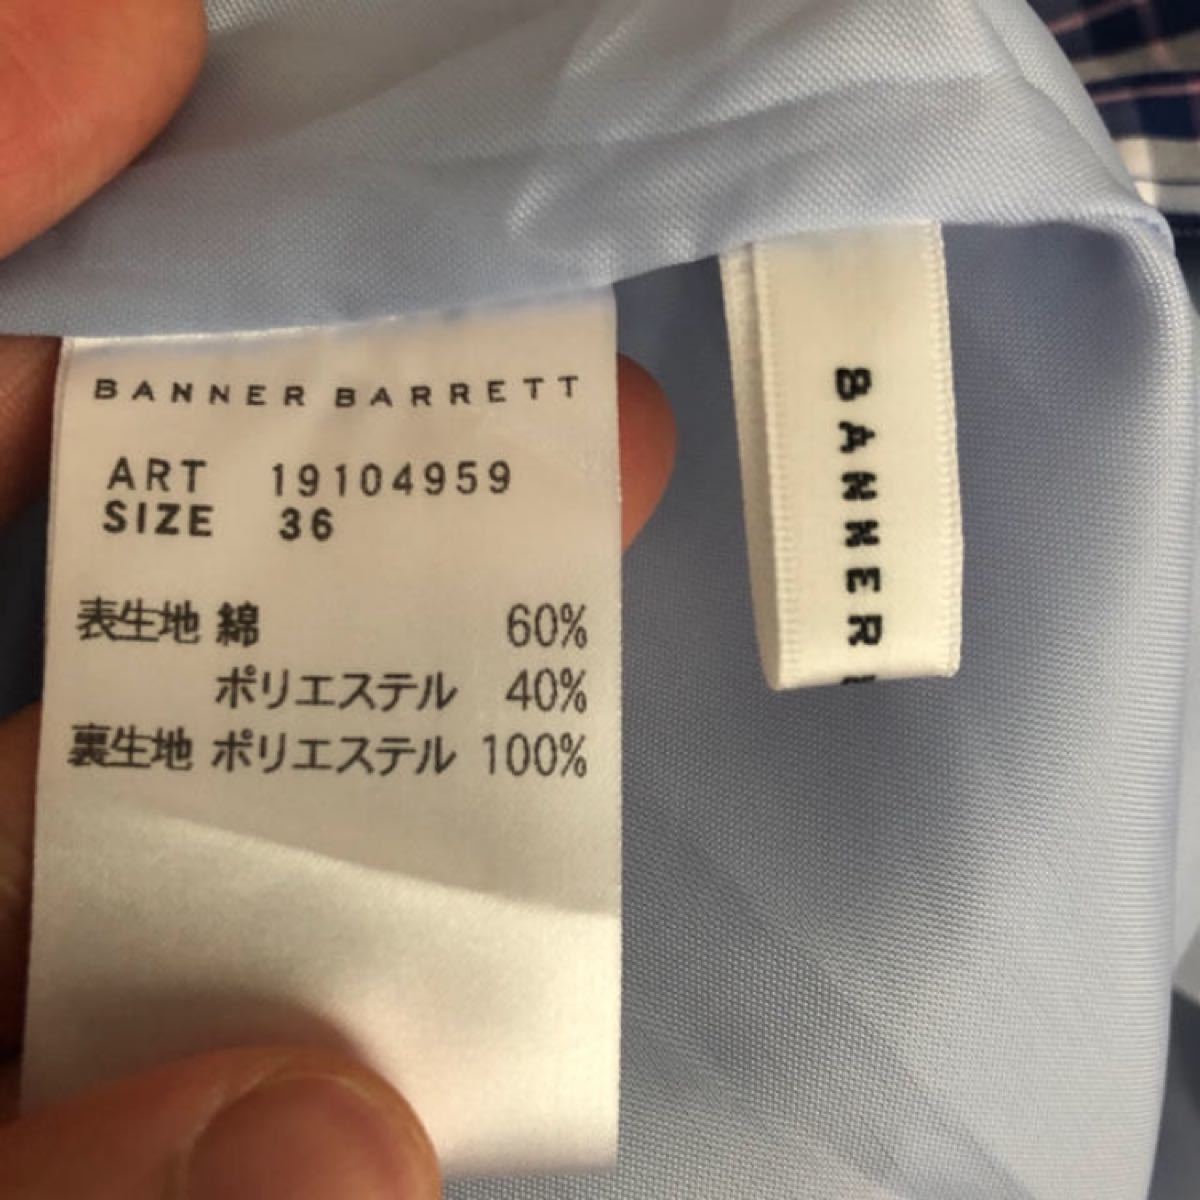 BANNER BARRETT
ART 19104959
SIZE 36
表生地 綿 60%
ポリエステル 40%
裏生地 ポリエステル 100%
BANNER